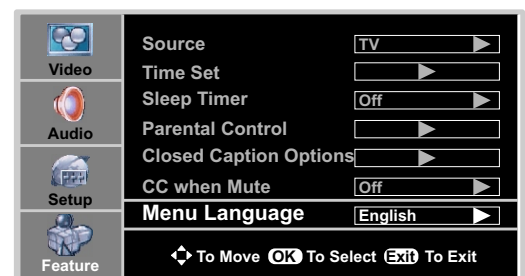 Video
Audio
Setup
Feature
Source TV
Time Set
Sleep Timer Off
Parental Control
Closed Caption Options
CC when Mute Off
Menu Language English
To Move OK To Select Exit To Exit